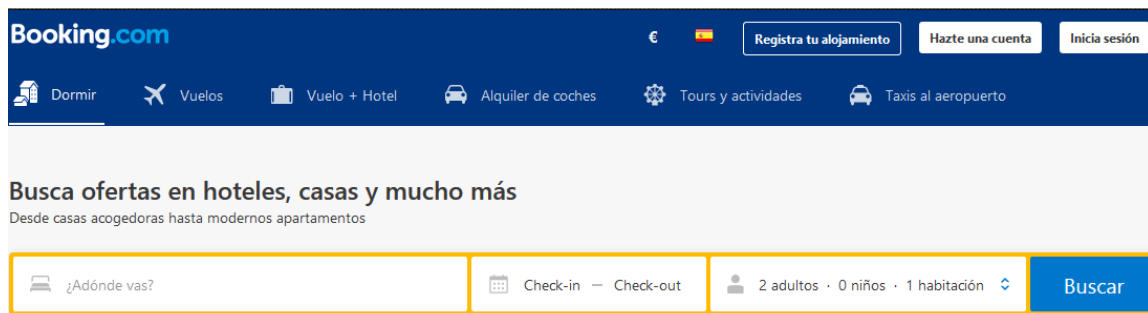 Booking.com
€
Registra tu alojamiento
Hazte una cuenta
Inicia sesión
Dormir
Vuelos
Vuelo + Hotel
Alquiler de coches
Tours y actividades
Taxis al aeropuerto
Busca ofertas en hoteles, casas y mucho más
Desde casas acogedoras hasta modernos apartamentos
¿Adónde vas?
Check-in — Check-out
2 adultos · 0 niños · 1 habitación
Buscar